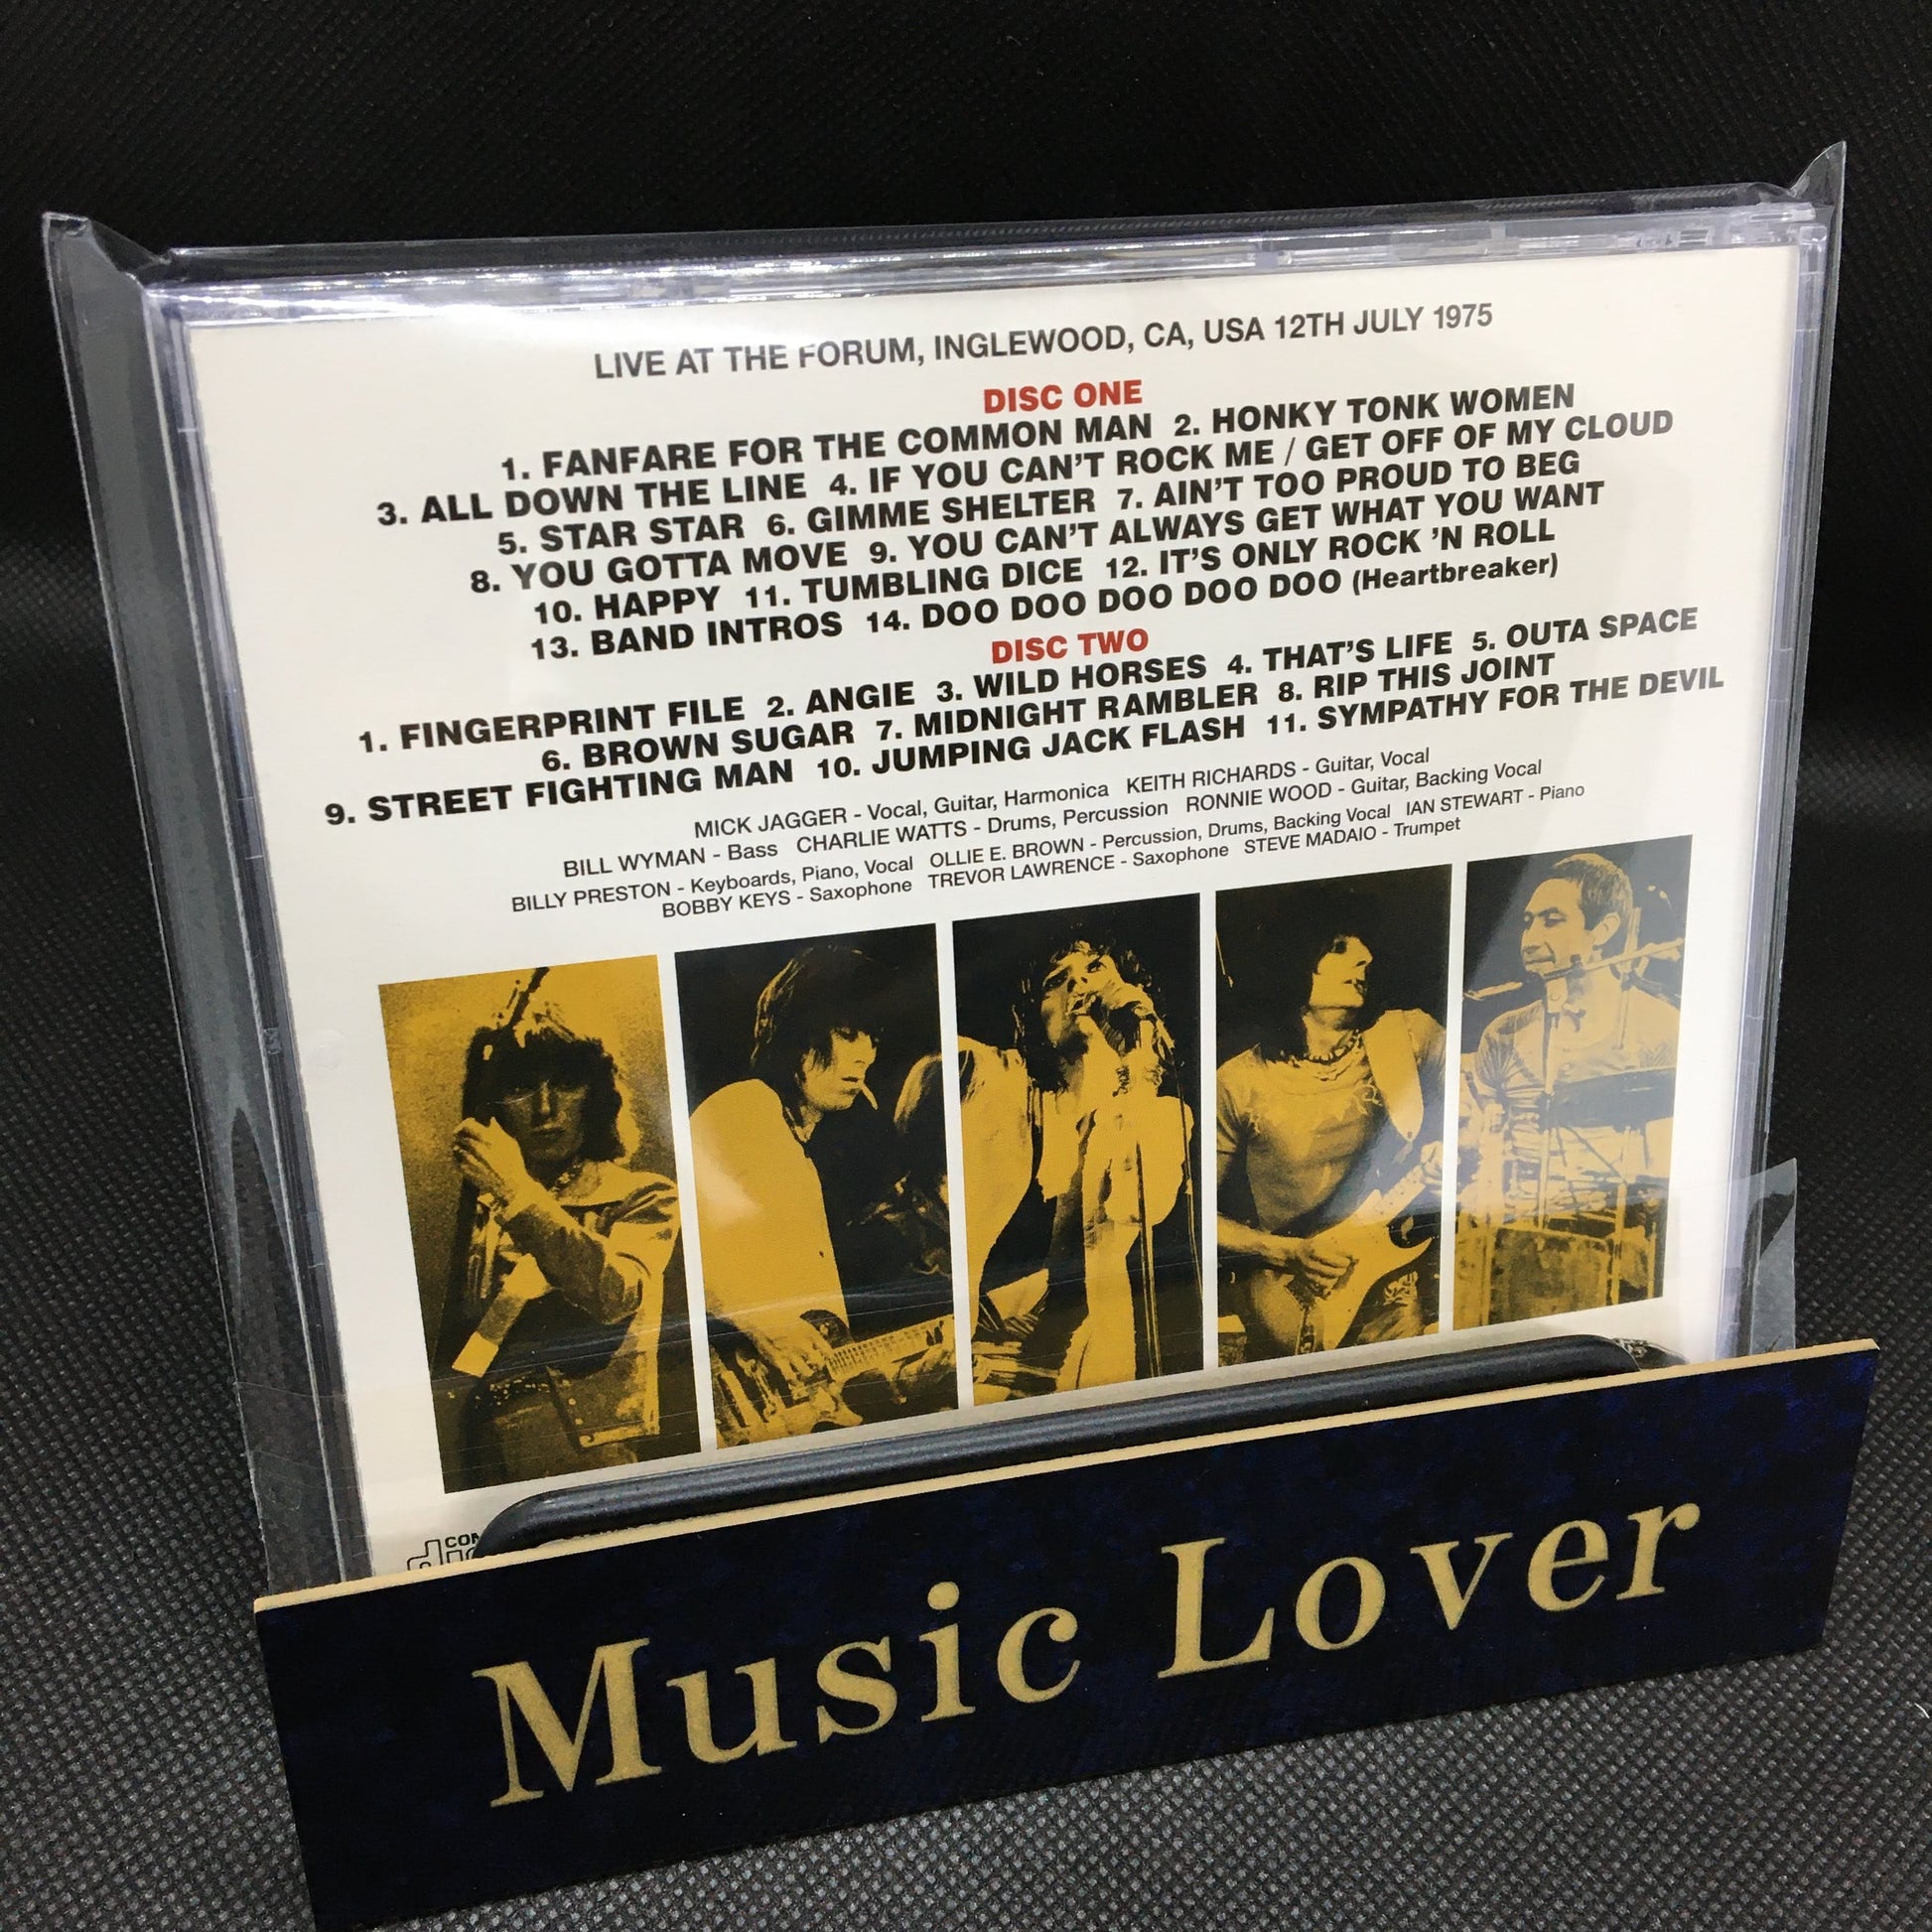 LIVE AT THE FORUM, INGLEWOOD, CA, USA 12TH JULY 1975
DISC ONE
1. FANFARE FOR THE COMMON MAN 2. HONKY TONK WOMEN
3. ALL DOWN THE LINE 4. IF YOU CAN'T ROCK ME / GET OFF OF MY CLOUD
5. STAR STAR 6. GIMME SHELTER 7. AIN'T TOO PROUD TO BEG
8. YOU GOTTA MOVE 9. YOU CAN'T ALWAYS GET WHAT YOU WANT
10. HAPPY 11. TUMBLING DICE 12. IT'S ONLY ROCK 'N ROLL
13. BAND INTROS 14. DOO DOO DOO DOO DOO (Heartbreaker)
DISC TWO
1. FINGERPRINT FILE 2. ANGIE 3. WILD HORSES 4. THAT'S LIFE 5. OUTA SPACE
6. BROWN SUGAR 7. MIDNIGHT RAMBLER 8. RIP THIS JOINT
9. STREET FIGHTING MAN 10. JUMPING JACK FLASH 11. SYMPATHY FOR THE DEVIL
MICK JAGGER - Vocal, Guitar, Harmonica KEITH RICHARDS - Guitar, Vocal
BILL WYMAN - Bass CHARLIE WATTS - Drums, Percussion RONNIE WOOD - Guitar, Backing Vocal
BILLY PRESTON - Keyboards, Piano, Vocal OLLIE E. BROWN - Percussion, Drums, Backing Vocal IAN STEWART - Piano
BOBBY KEYS - Saxophone TREVOR LAWRENCE - Saxophone STEVE MADAIO - Trumpet
Music Lover